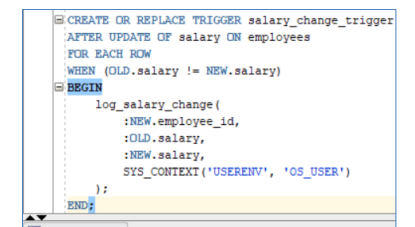 CREATE OR REPLACE TRIGGER salary_change_trigger
AFTER UPDATE OF salary ON employees
FOR EACH ROW
WHEN (OLD.salary != NEW.salary)
BEGIN
    log_salary_change(
        :NEW.employee_id,
        :OLD.salary,
        :NEW.salary,
        SYS_CONTEXT('USERENV', 'OS_USER')
    );
END;